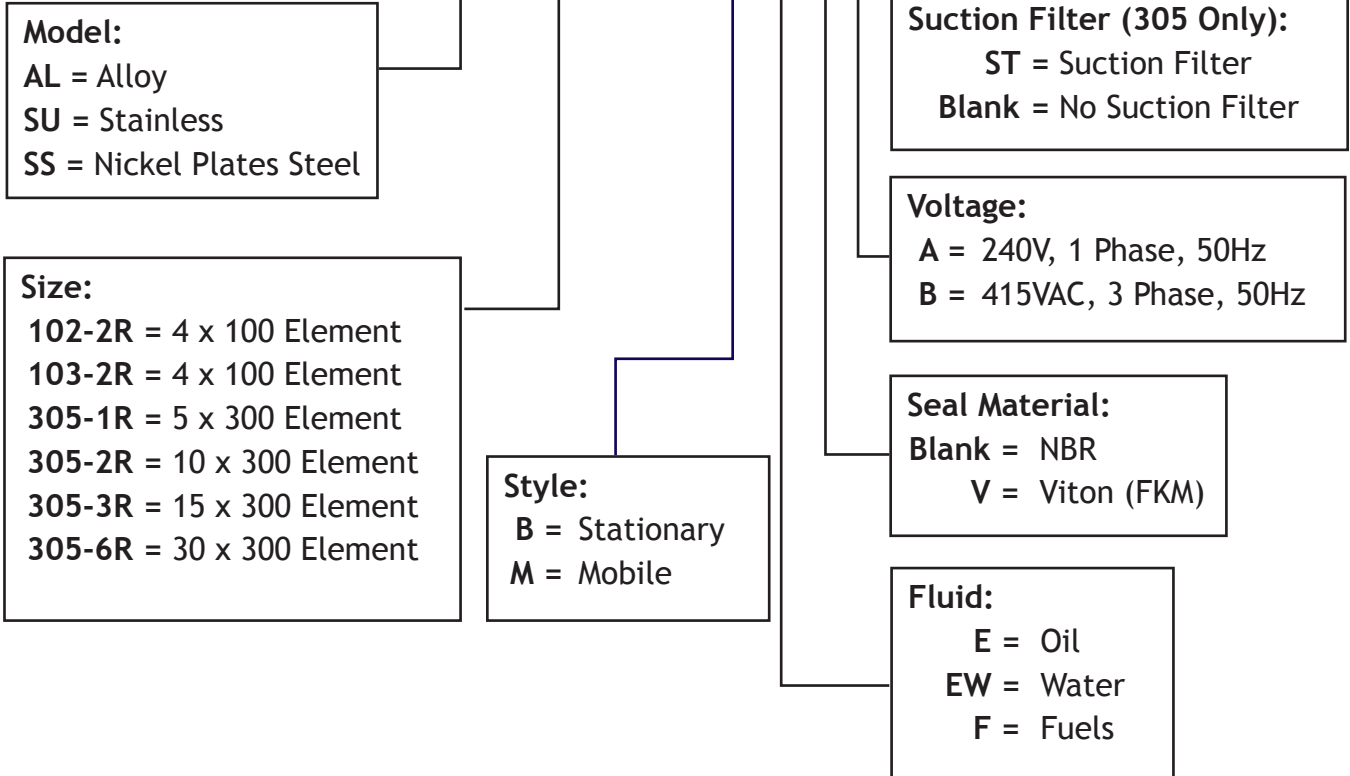 Model:
AL = Alloy
SU = Stainless
SS = Nickel Plates Steel
Size:
102-2R = 4 x 100 Element
103-2R = 4 x 100 Element
305-1R = 5 x 300 Element
305-2R = 10 x 300 Element
305-3R = 15 x 300 Element
305-6R = 30 x 300 Element
Style:
B = Stationary
M = Mobile
Suction Filter (305 Only):
ST = Suction Filter
Blank = No Suction Filter
Voltage:
A = 240V, 1 Phase, 50Hz
B = 415VAC, 3 Phase, 50Hz
Seal Material:
Blank = NBR
V = Viton (FKM)
Fluid:
E = Oil
EW = Water
F = Fuels